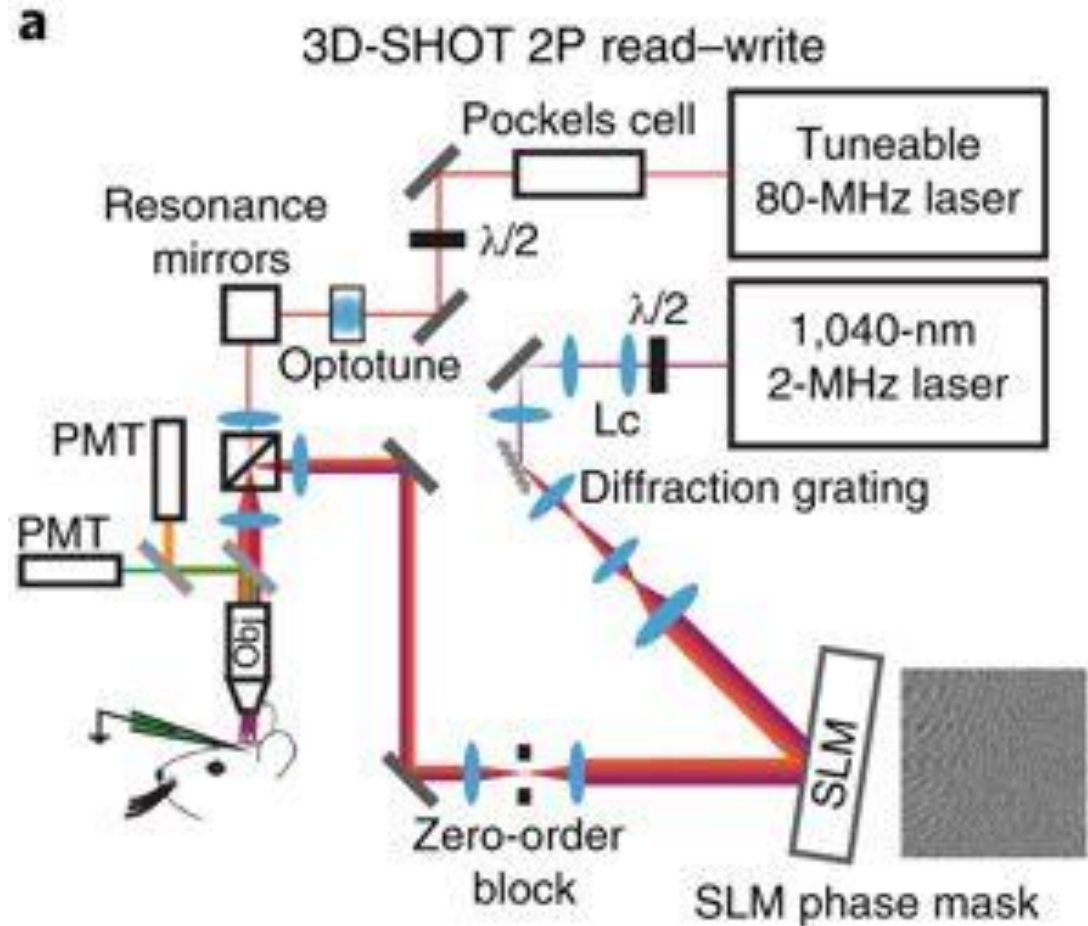 a
3D-SHOT 2P read–write
Pockels cell
Tuneable
80-MHz laser
Resonance
mirrors
λ/2
Optotune
λ/2
1,040-nm
2-MHz laser
Lc
PMT
Diffraction grating
PMT
Obj
SLM
Zero-order
block
SLM phase mask